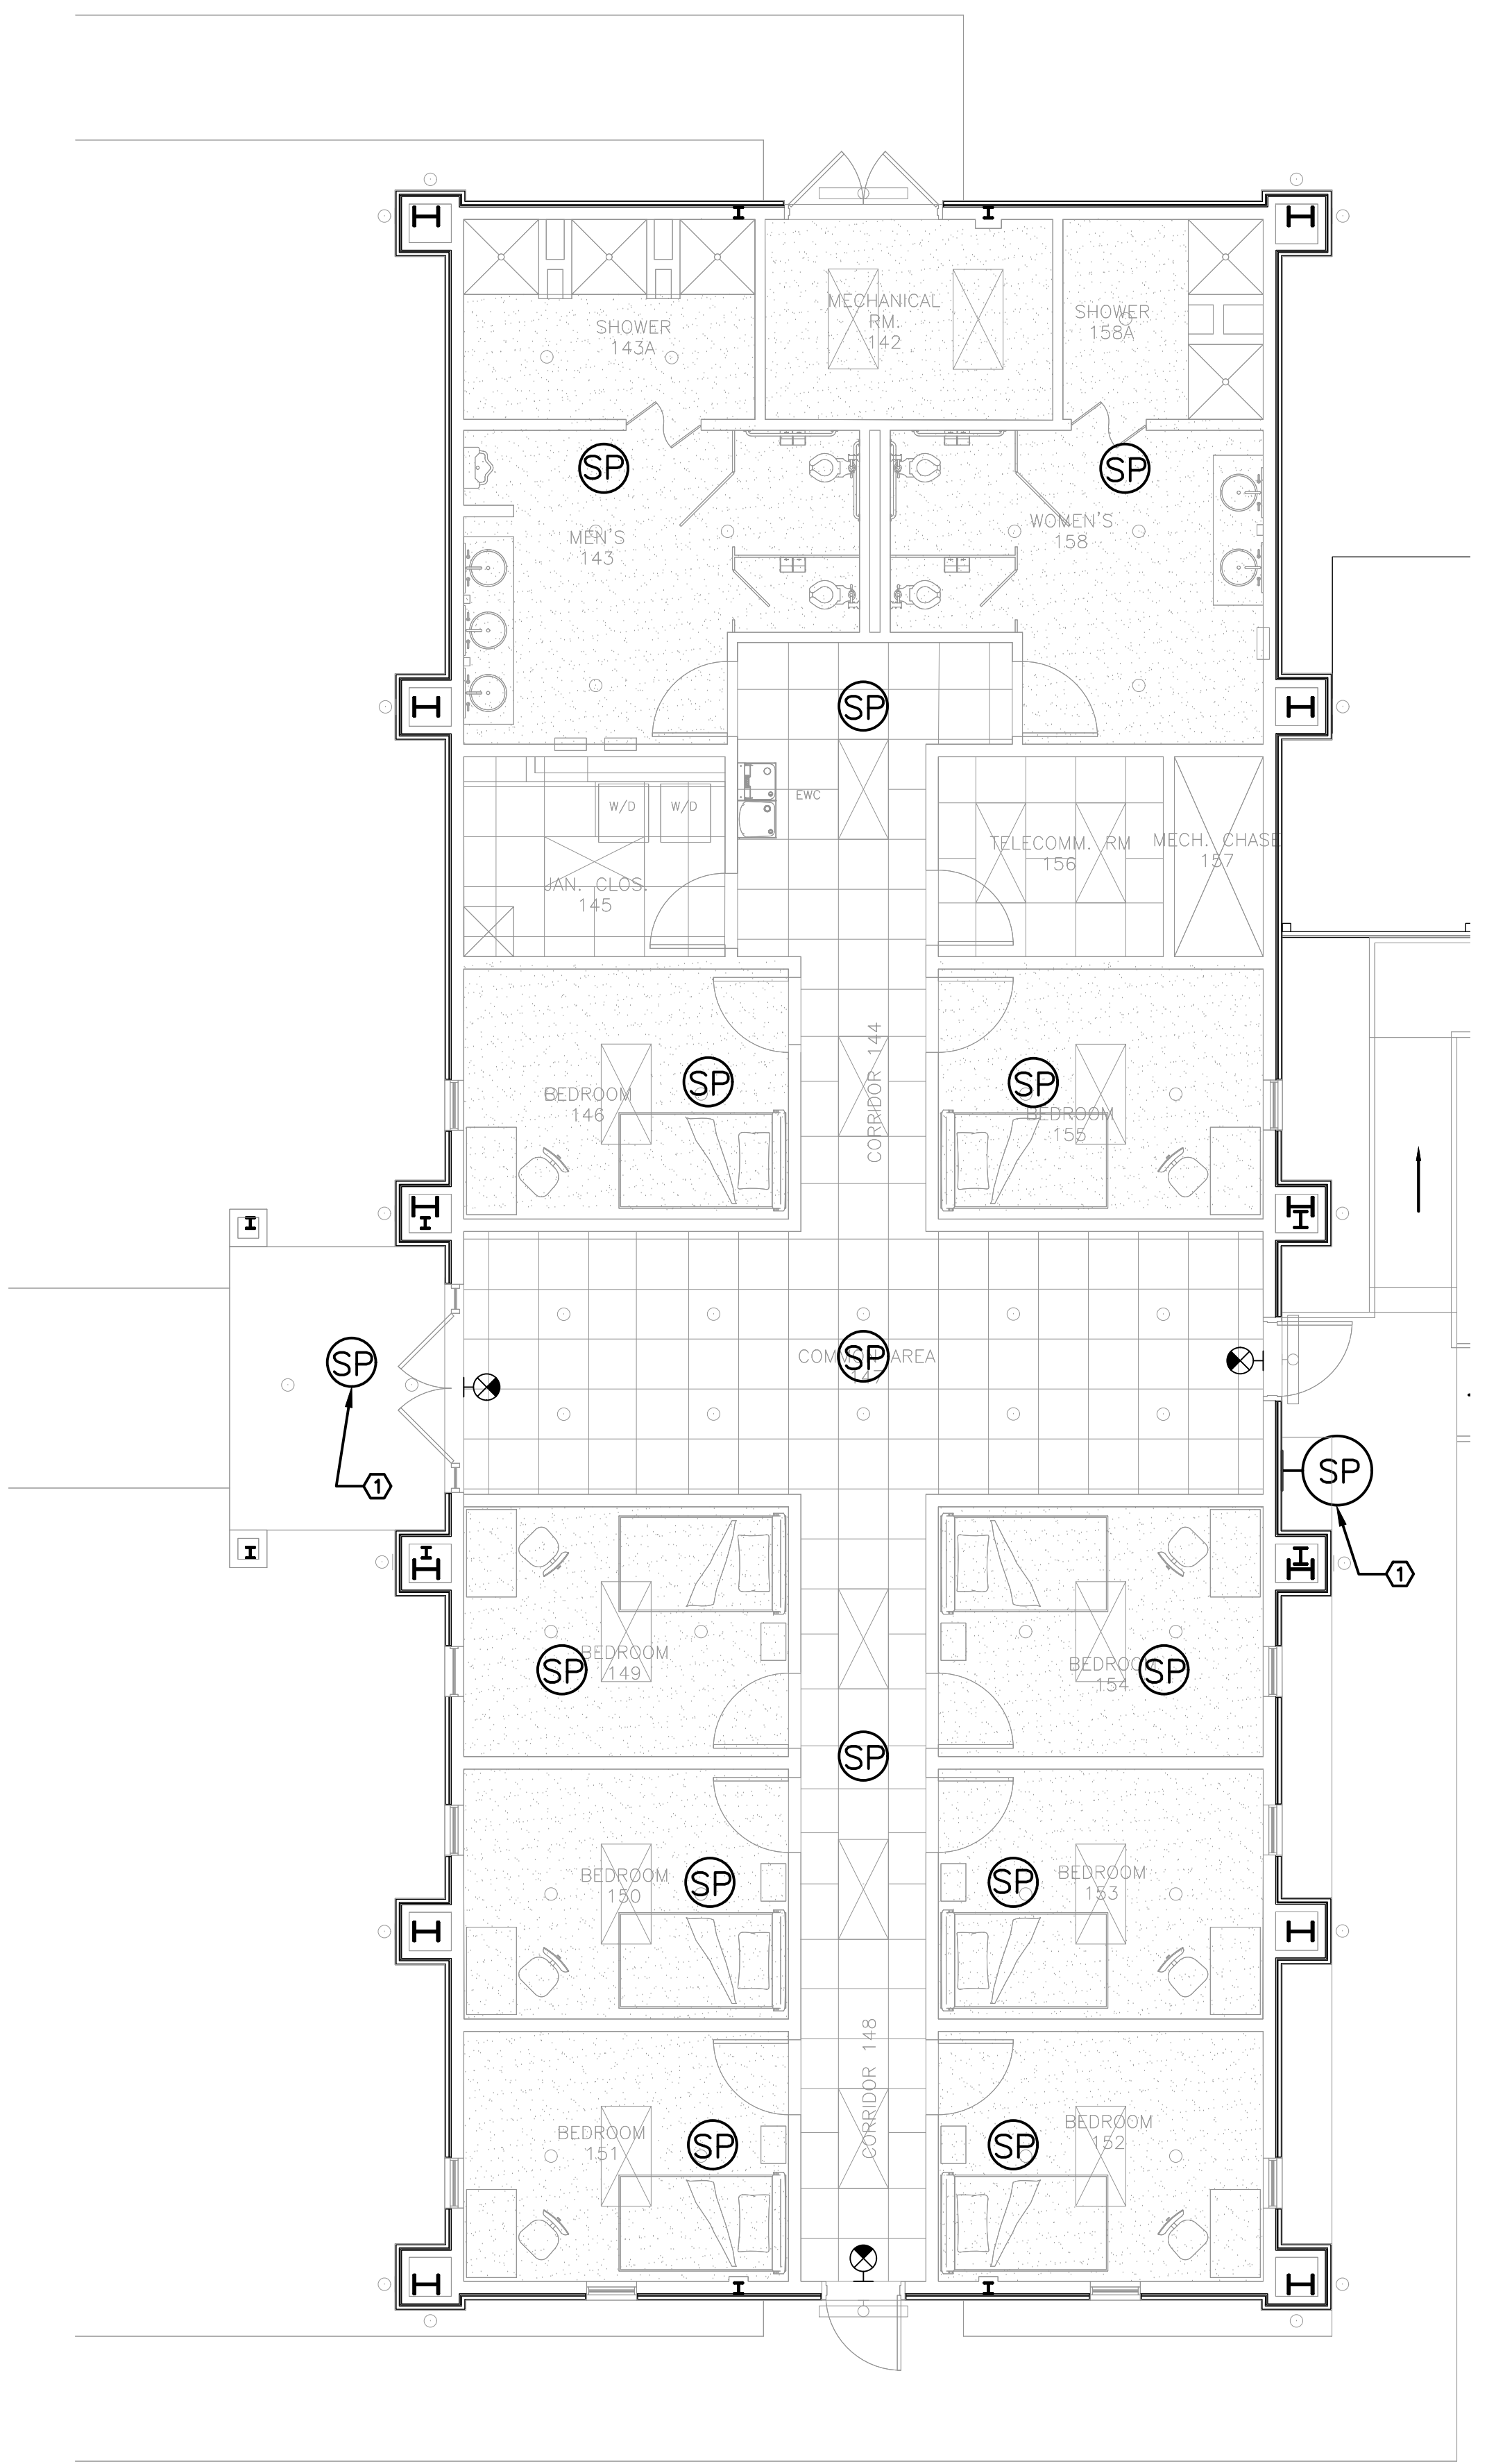 MECHANICAL
RM.
142
SHOWER
143A
SHOWER
158A
SP
SP
MEN'S
143
WOMEN'S
158
SP
W/D
W/D
EWC
TELECOMM. RM
156
MECH. CHASE
157
JAN. CLOS.
145
CORRIDOR 144
SP
SP
BEDROOM
146
BEDROOM
155
SP
COMMON AREA
147
SP
1
SP
1
BEDROOM
149
SP
BEDROOM
154
SP
SP
BEDROOM
150
SP
BEDROOM
153
SP
CORRIDOR 148
BEDROOM
151
SP
BEDROOM
152
SP